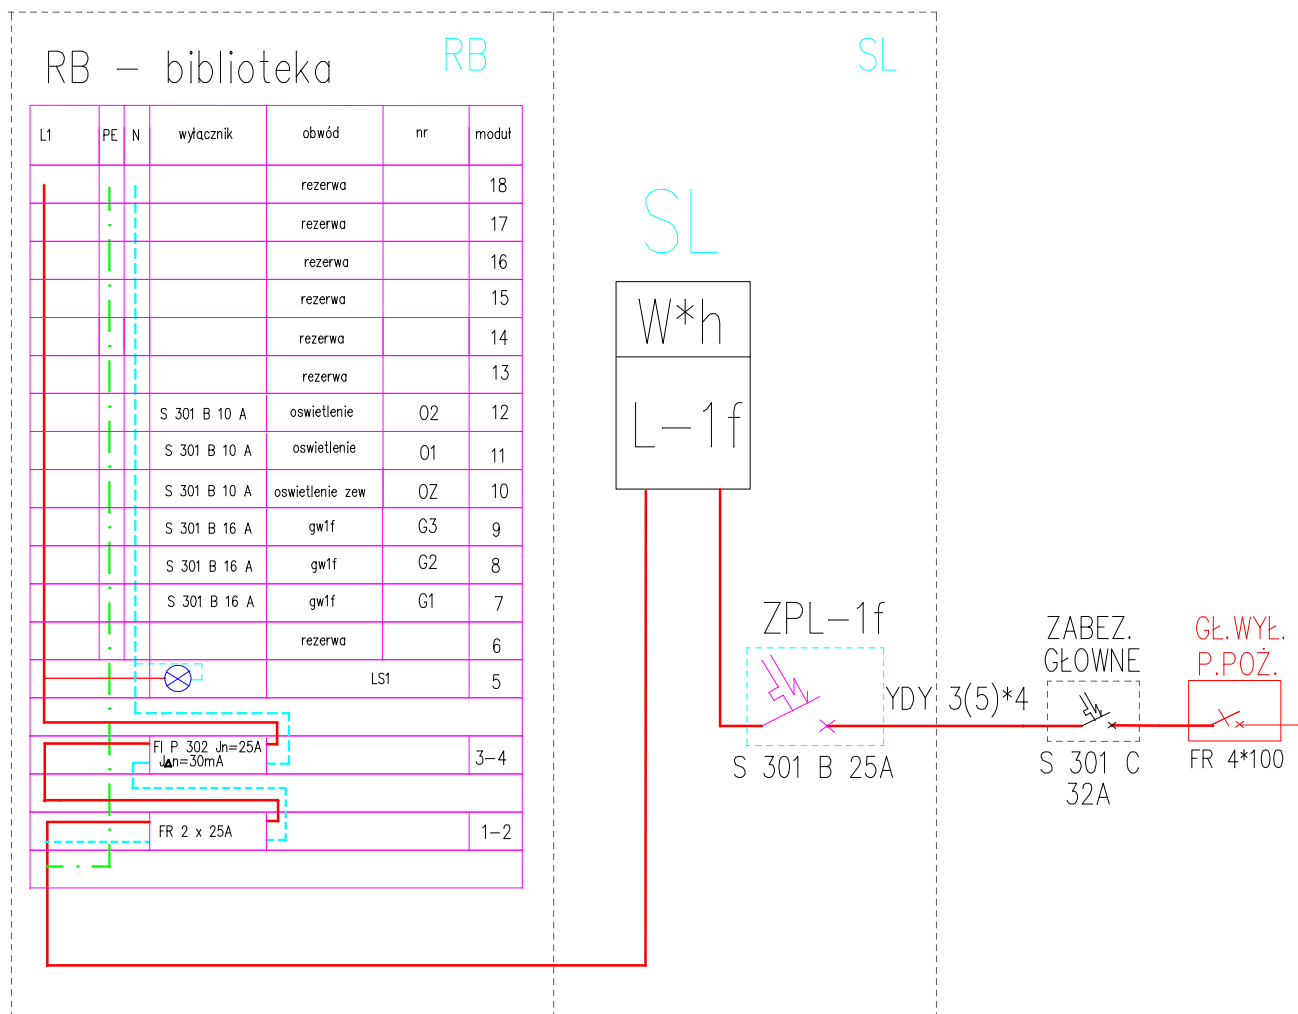 RB - biblioteka
RB
SL
L1 PE N wyłącznik obwód nr moduł
rezerwa 18
rezerwa 17
rezerwa 16
rezerwa 15
rezerwa 14
rezerwa 13
S 301 B 10 A oswietlenie O2 12
S 301 B 10 A oswietlenie O1 11
S 301 B 10 A oswietlenie zew OZ 10
S 301 B 16 A gw1f G3 9
S 301 B 16 A gw1f G2 8
S 301 B 16 A gw1f G1 7
rezerwa 6
LS1 5
FI P 302 Jn=25A
J△n=30mA
3-4
FR 2 x 25A 1-2
SL
W*h
L-1f
ZPL-1f
S 301 B 25A
YDY 3(5)*4
ZABEZ.
GŁOWNE
S 301 C
32A
GŁ.WYŁ.
P.POŻ.
FR 4*100